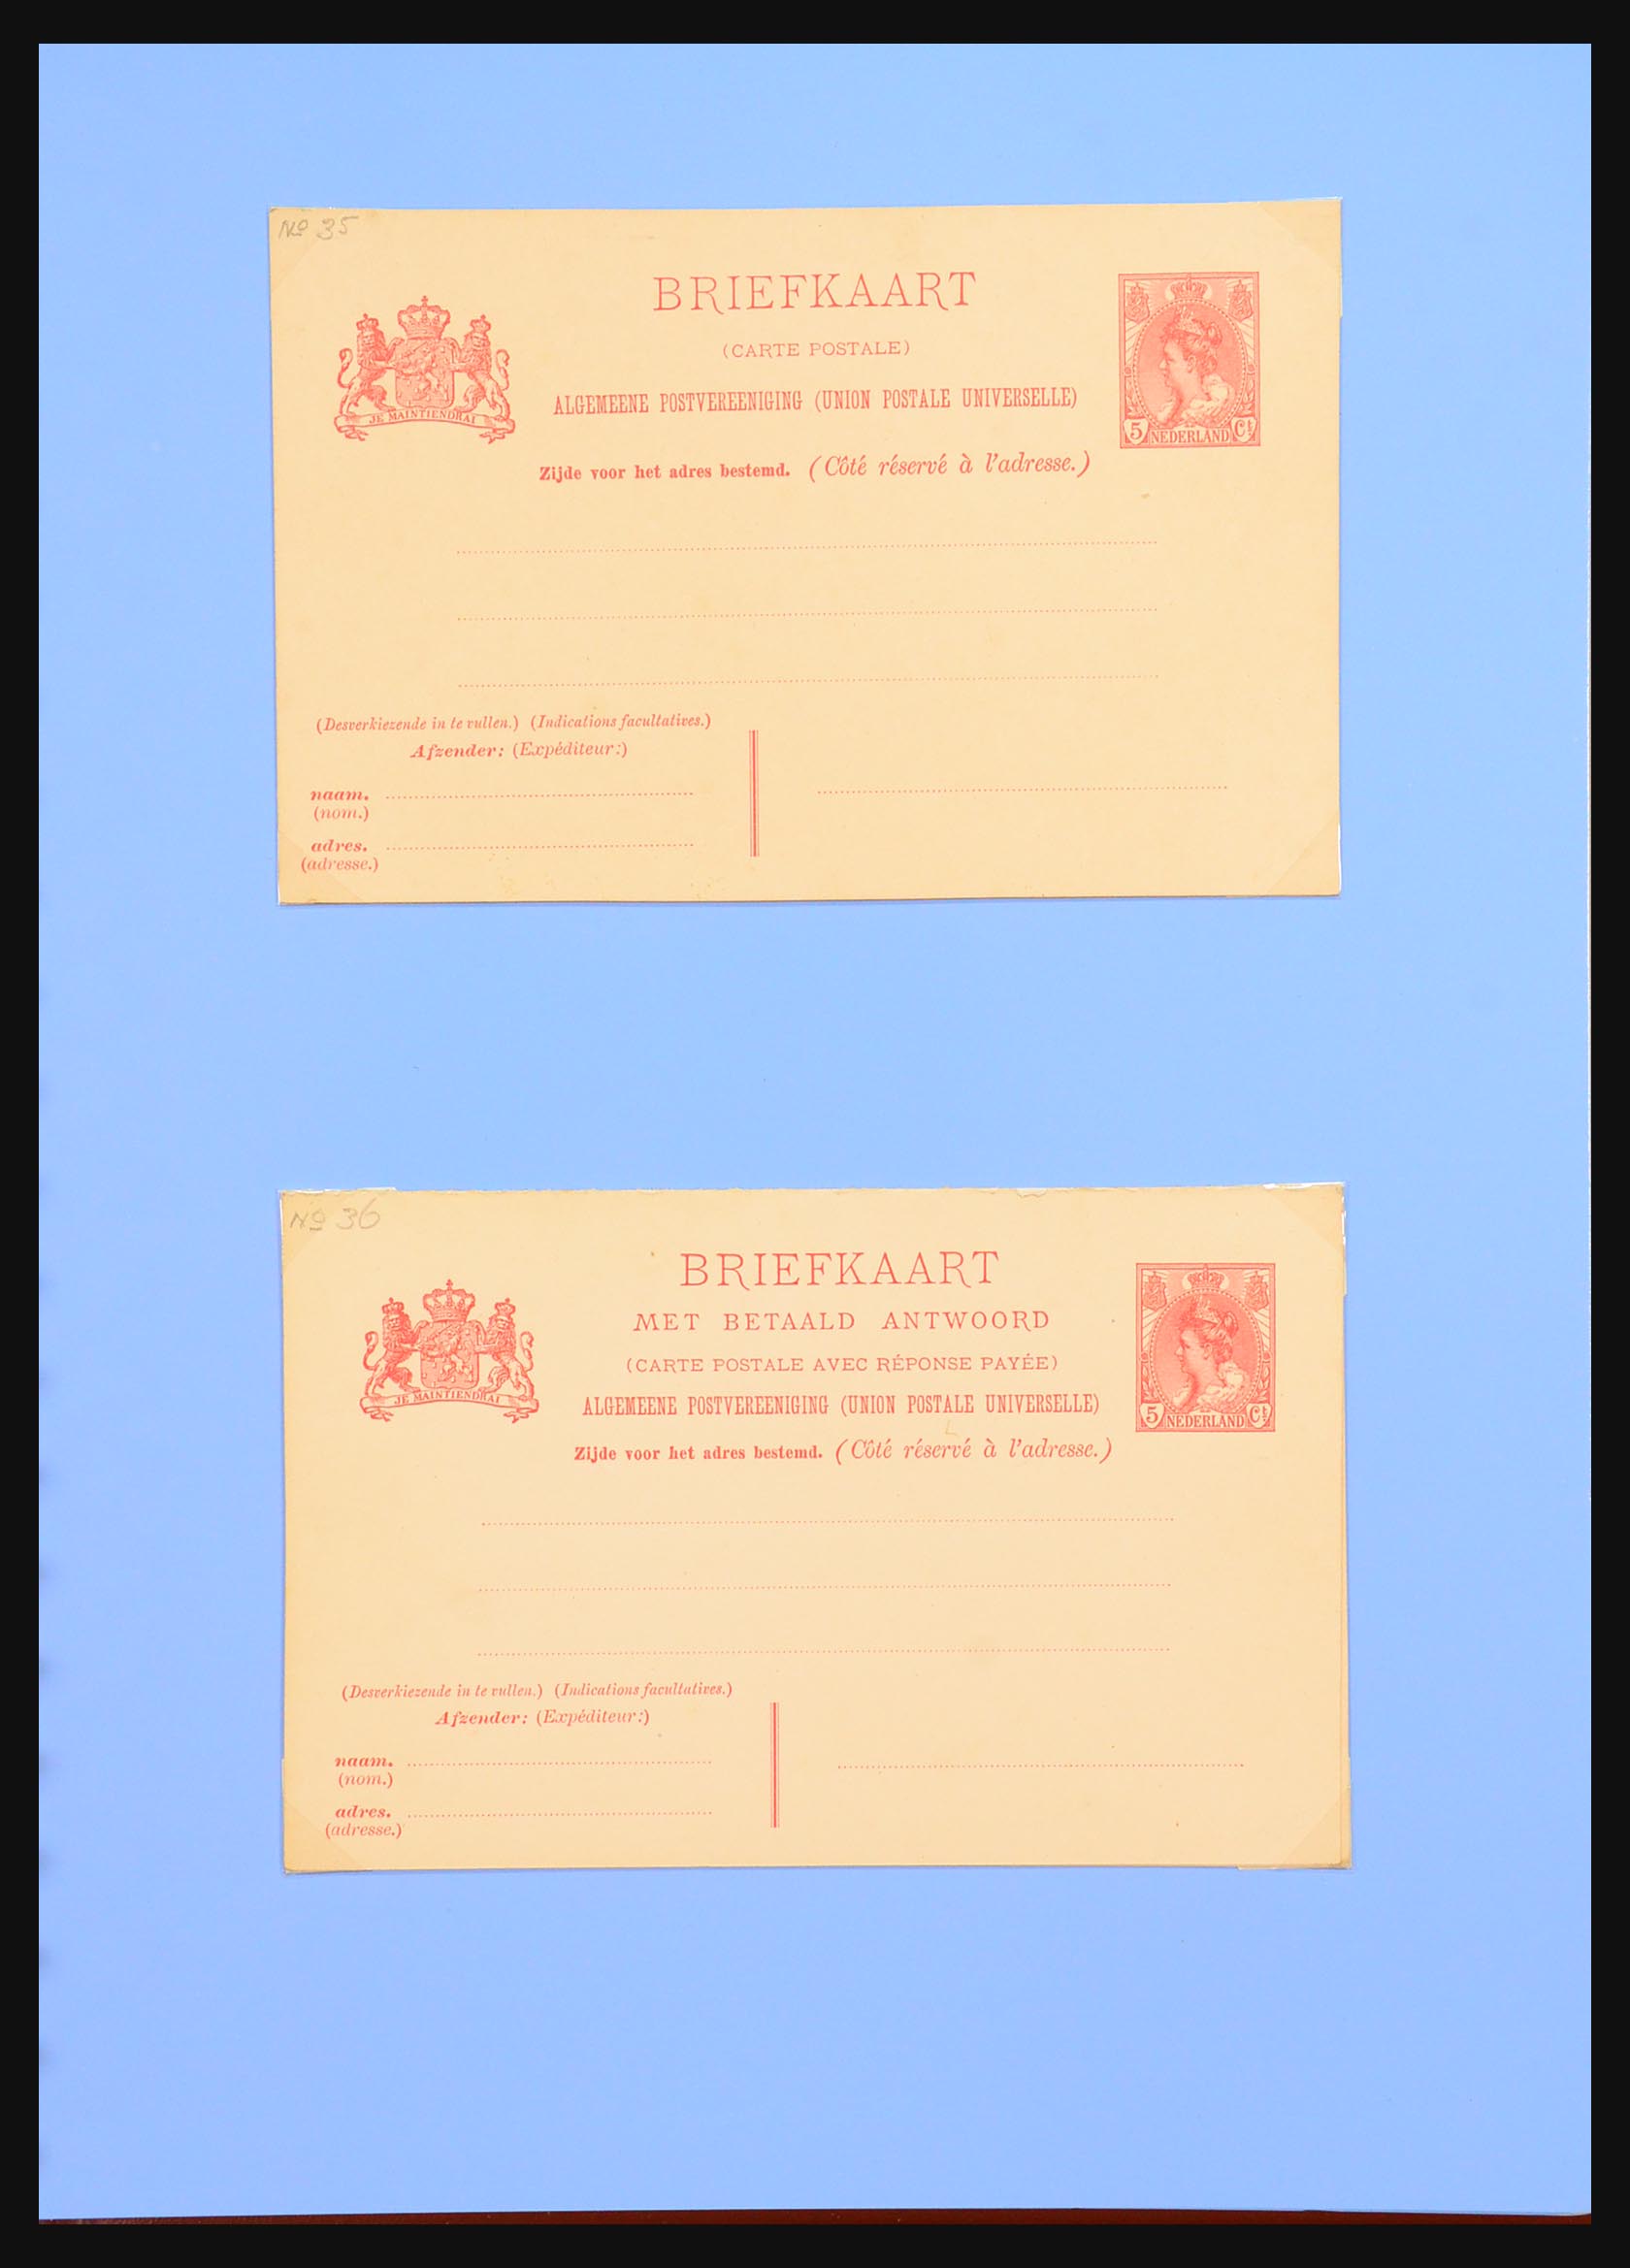 No 35
BRIEFKAART
(CARTE POSTALE)
ALGEMEENE POSTVEREENIGING (UNION POSTALE UNIVERSELLE)
Zijde voor het adres bestemd. (Côté réservé à l'adresse.)
JE MAINTIENDRAI
5 NEDERLAND Ct
(Desverkiezende in te vullen.) (Indications facultatives.)
Afzender: (Expéditeur:)
naam.
(nom.)
adres.
(adresse.)
No 36
BRIEFKAART
MET BETAALD ANTWOORD
(CARTE POSTALE AVEC RÉPONSE PAYÉE)
ALGEMEENE POSTVEREENIGING (UNION POSTALE UNIVERSELLE)
Zijde voor het adres bestemd. (Côté réservé à l'adresse.)
JE MAINTIENDRAI
5 NEDERLAND Ct
(Desverkiezende in te vullen.) (Indications facultatives.)
Afzender: (Expéditeur:)
naam.
(nom.)
adres.
(adresse.)